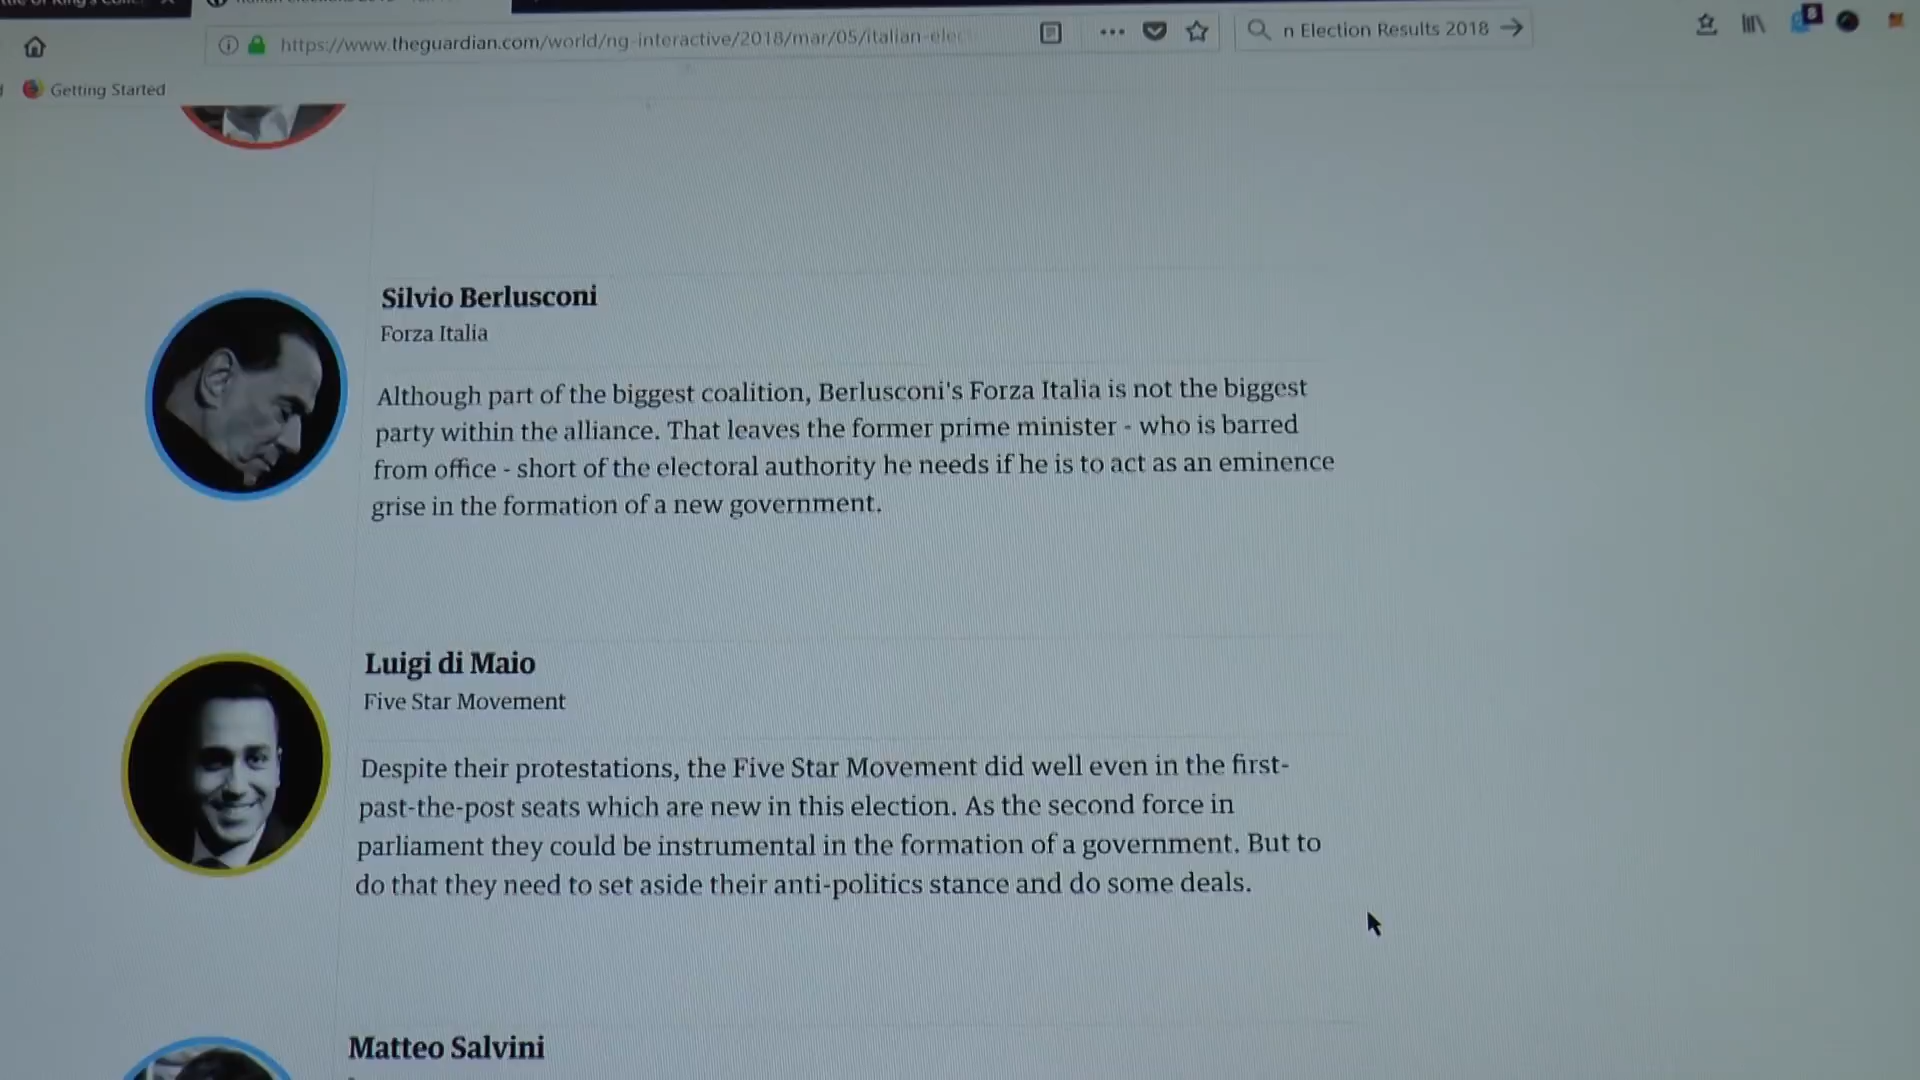 https://www.theguardian.com/world/ng-interactive/2018/mar/05/italian-elec
n Election Results 2018
8
Getting Started
Silvio Berlusconi
Forza Italia
Although part of the biggest coalition, Berlusconi's Forza Italia is not the biggest
party within the alliance. That leaves the former prime minister - who is barred
from office - short of the electoral authority he needs if he is to act as an eminence
grise in the formation of a new government.
Luigi di Maio
Five Star Movement
Despite their protestations, the Five Star Movement did well even in the first-
past-the-post seats which are new in this election. As the second force in
parliament they could be instrumental in the formation of a government. But to
do that they need to set aside their anti-politics stance and do some deals.
Matteo Salvini